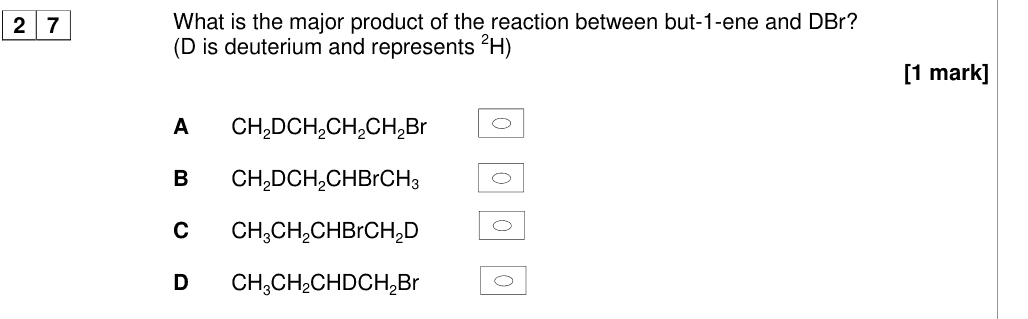 2 7 What is the major product of the reaction between but-1-ene and DBr?
(D is deuterium and represents ²H)
[1 mark]
A CH₂DCH₂CH₂CH₂Br
B CH₂DCH₂CHBrCH₃
C CH₃CH₂CHBrCH₂D
D CH₃CH₂CHDCH₂Br